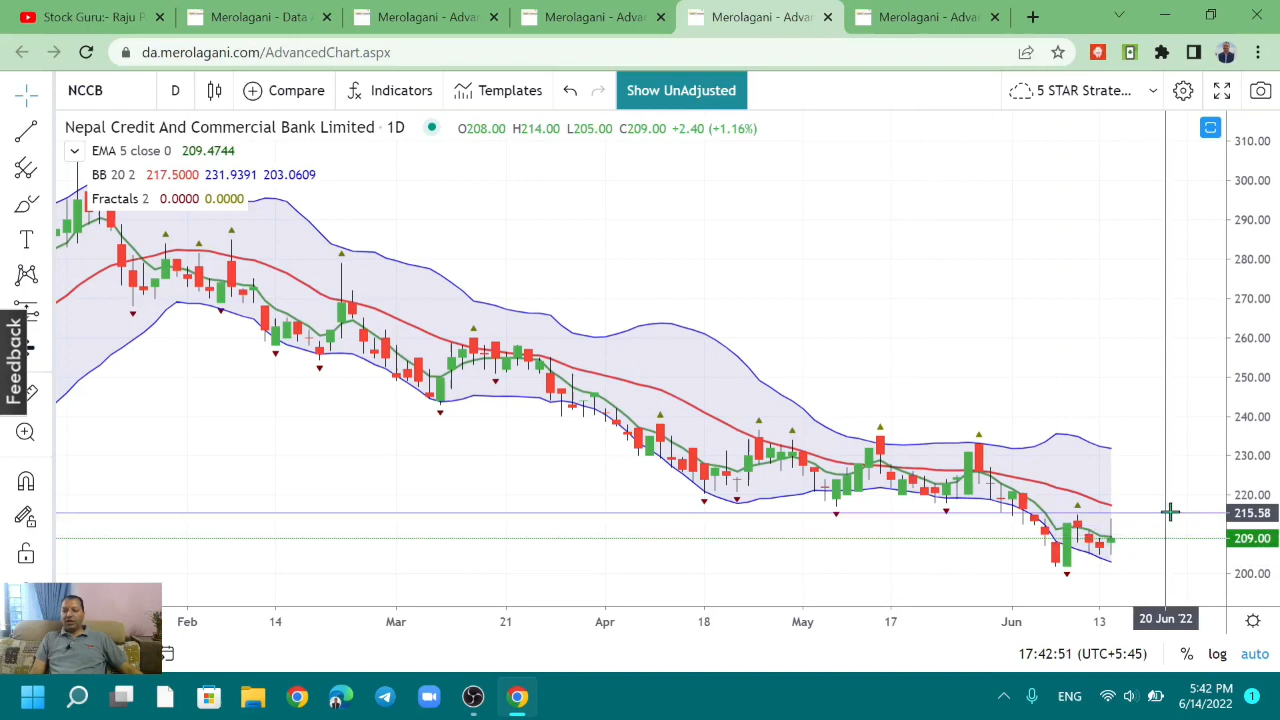 Stock Guru:- Raju P
Merolagani - Data A
Merolagani - Adva
Merolagani - Adva
Merolagani - Adva
Merolagani - Adva
da.merolagani.com/AdvancedChart.aspx
NCCB
D
Compare
Indicators
Templates
Show UnAdjusted
5 STAR Strate...
Nepal Credit And Commercial Bank Limited · 1D
O208.00 H214.00 L205.00 C209.00 +2.40 (+1.16%)
EMA 5 close 0 209.4744
BB 20 2 217.5000 231.9391 203.0609
Fractals 2 0.0000 0.0000
310.00
300.00
290.00
280.00
270.00
260.00
250.00
240.00
230.00
220.00
215.58
209.00
200.00
Feedback
Feb
14
Mar
21
Apr
18
May
17
Jun
13
20 Jun '22
17:42:51 (UTC+5:45)
%
log
auto
ENG
5:42 PM
6/14/2022
1